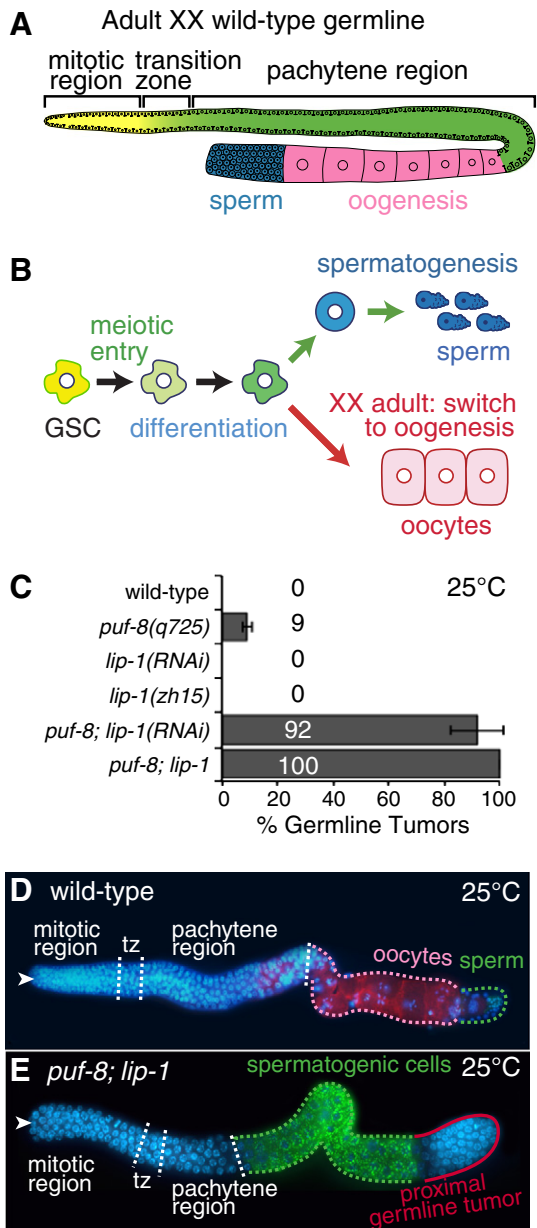 A
Adult XX wild-type germline
mitotic region
transition zone
pachytene region
sperm
oogenesis
B
spermatogenesis
meiotic entry
sperm
GSC
differentiation
XX adult: switch to oogenesis
oocytes
C
25°C
wild-type 0
puf-8(q725) 9
lip-1(RNAi) 0
lip-1(zh15) 0
puf-8; lip-1(RNAi) 92
puf-8; lip-1 100
0 20 40 60 80 100
% Germline Tumors
D wild-type 25°C
mitotic region
tz
pachytene region
oocytes
sperm
E puf-8; lip-1
spermatogenic cells
25°C
mitotic region
tz
pachytene region
proximal germline tumor